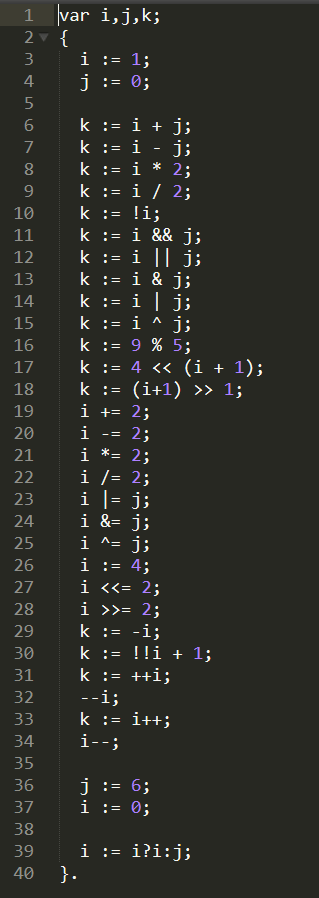 1 var i,j,k;
2 {
3 i := 1;
4 j := 0;
5
6 k := i + j;
7 k := i - j;
8 k := i * 2;
9 k := i / 2;
10 k := !i;
11 k := i && j;
12 k := i || j;
13 k := i & j;
14 k := i | j;
15 k := i ^ j;
16 k := 9 % 5;
17 k := 4 << (i + 1);
18 k := (i+1) >> 1;
19 i += 2;
20 i -= 2;
21 i *= 2;
22 i /= 2;
23 i |= j;
24 i &= j;
25 i ^= j;
26 i := 4;
27 i <<= 2;
28 i >>= 2;
29 k := -i;
30 k := !!i + 1;
31 k := ++i;
32 --i;
33 k := i++;
34 i--;
35
36 j := 6;
37 i := 0;
38
39 i := i?i:j;
40 }.